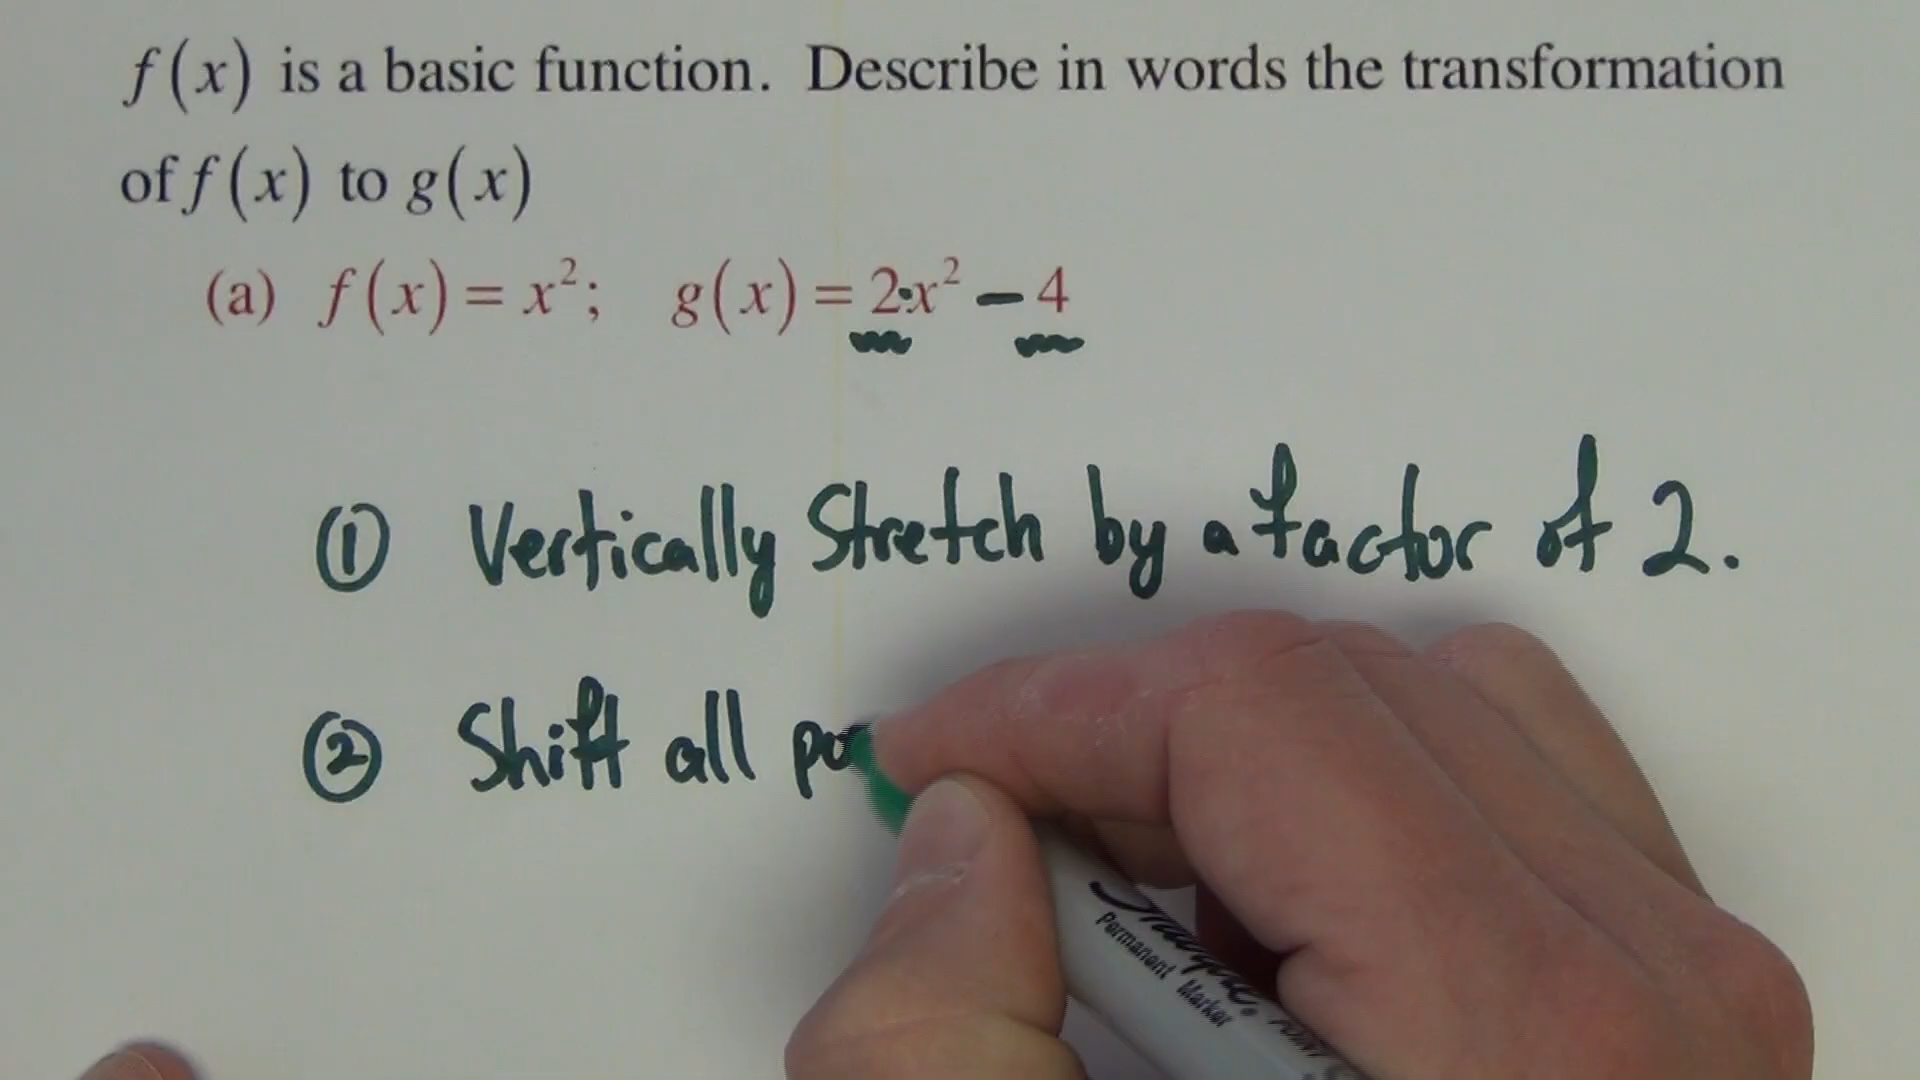 f(x) is a basic function. Describe in words the transformation
of f(x) to g(x)
(a) f(x) = x²; g(x) = 2·x² − 4
① Vertically Stretch by a factor of 2.
② Shift all po
Permanent Marker